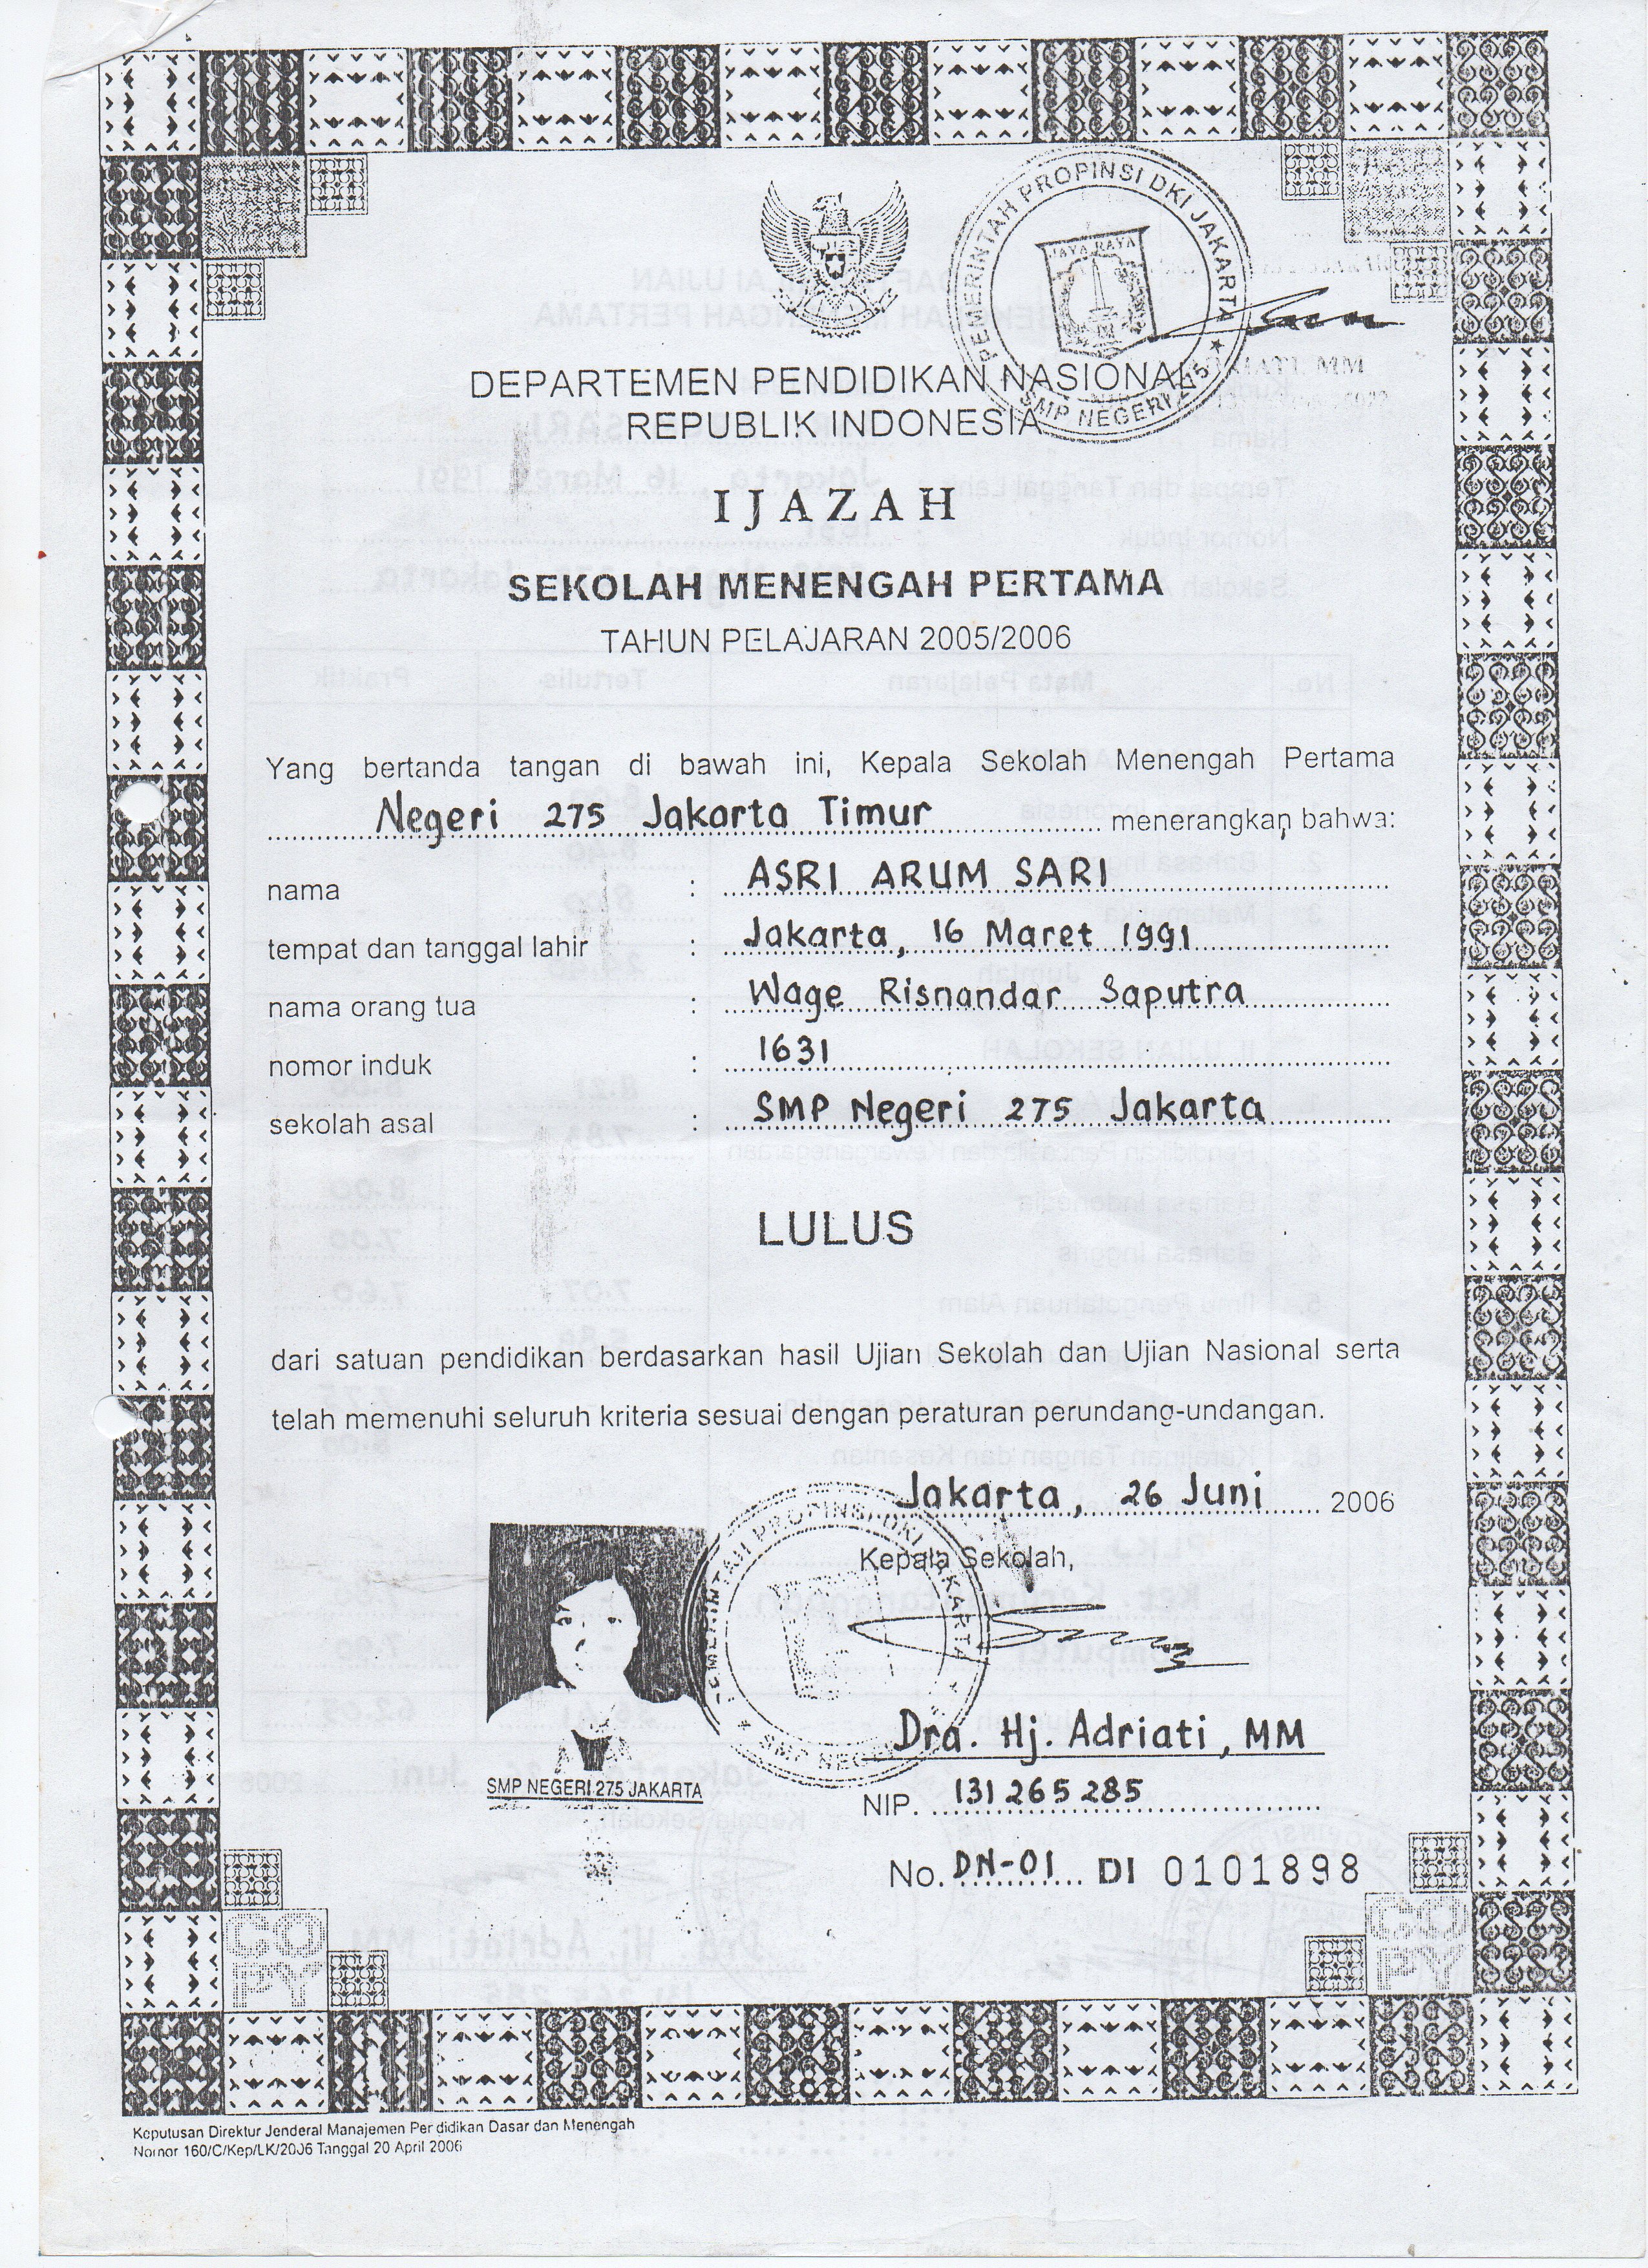 PEMERINTAH PROPINSI DKI JAKARTA
JAYA RAYA
SMP NEGERI 275
DEPARTEMEN PENDIDIKAN NASIONAL
REPUBLIK INDONESIA
IJAZAH
SEKOLAH MENENGAH PERTAMA
TAHUN PELAJARAN 2005/2006
Yang bertanda tangan di bawah ini, Kepala Sekolah Menengah Pertama
Negeri 275 Jakarta Timur menerangkan bahwa:
nama : ASRI ARUM SARI
tempat dan tanggal lahir : Jakarta, 16 Maret 1991
nama orang tua : Wage Risnandar Saputra
nomor induk : 1631
sekolah asal : SMP Negeri 275 Jakarta
LULUS
dari satuan pendidikan berdasarkan hasil Ujian Sekolah dan Ujian Nasional serta
telah memenuhi seluruh kriteria sesuai dengan peraturan perundang-undangan.
Jakarta, 26 Juni 2006
Kepala Sekolah,
Dra. Hj. Adriati, MM
SMP NEGERI 275 JAKARTA
NIP. 131 265 285
No. DN-01 DI 0101898
COPY
COPY
Keputusan Direktur Jenderal Manajemen Pendidikan Dasar dan Menengah
Nomor 160/C/Kep/LK/2006 Tanggal 20 April 2006